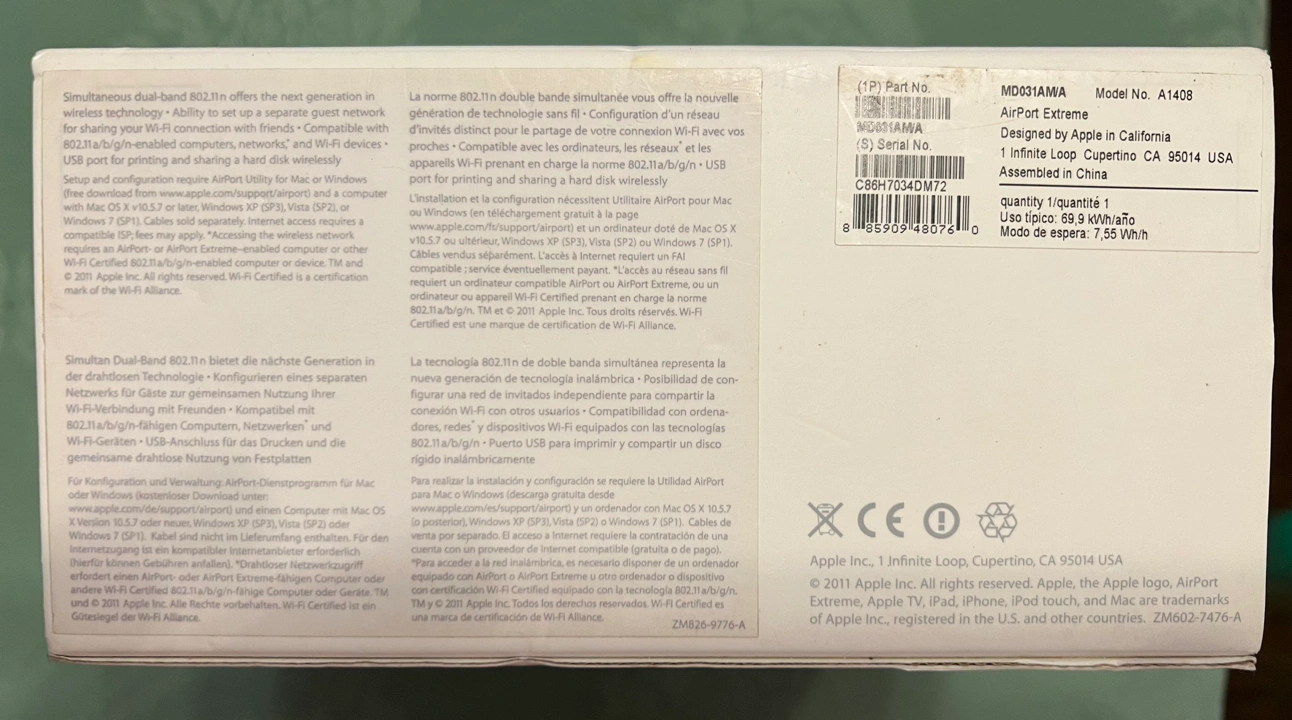 Simultaneous dual-band 802.11n offers the next generation in
wireless technology • Ability to set up a separate guest network
for sharing your Wi-Fi connection with friends • Compatible with
802.11a/b/g/n-enabled computers, networks,* and Wi-Fi devices •
USB port for printing and sharing a hard disk wirelessly
Setup and configuration require AirPort Utility for Mac or Windows
(free download from www.apple.com/support/airport) and a computer
with Mac OS X v10.5.7 or later, Windows XP (SP3), Vista (SP2), or
Windows 7 (SP1). Cables sold separately. Internet access requires a
compatible ISP; fees may apply. *Accessing the wireless network
requires an AirPort- or AirPort Extreme-enabled computer or other
Wi-Fi Certified 802.11a/b/g/n-enabled computer or device. TM and
© 2011 Apple Inc. All rights reserved. Wi-Fi Certified is a certification
mark of the Wi-Fi Alliance.
La norme 802.11n double bande simultanée vous offre la nouvelle
génération de technologie sans fil • Configuration d'un réseau
d'invités distinct pour le partage de votre connexion Wi-Fi avec vos
proches • Compatible avec les ordinateurs, les réseaux* et les
appareils Wi-Fi prenant en charge la norme 802.11a/b/g/n • USB
port for printing and sharing a hard disk wirelessly
L'installation et la configuration nécessitent Utilitaire AirPort pour Mac
ou Windows (en téléchargement gratuit à la page
www.apple.com/fr/support/airport) et un ordinateur doté de Mac OS X
v10.5.7 ou ultérieur, Windows XP (SP3), Vista (SP2) ou Windows 7 (SP1).
Câbles vendus séparément. L'accès à Internet requiert un FAI
compatible ; service éventuellement payant. *L'accès au réseau sans fil
requiert un ordinateur compatible AirPort ou AirPort Extreme, ou un
ordinateur ou appareil Wi-Fi Certified prenant en charge la norme
802.11a/b/g/n. TM et © 2011 Apple Inc. Tous droits réservés. Wi-Fi
Certified est une marque de certification de Wi-Fi Alliance.
Simultan Dual-Band 802.11n bietet die nächste Generation in
der drahtlosen Technologie • Konfigurieren eines separaten
Netzwerks für Gäste zur gemeinsamen Nutzung Ihrer
Wi-Fi-Verbindung mit Freunden • Kompatibel mit
802.11a/b/g/n-fähigen Computern, Netzwerken* und
Wi-Fi-Geräten • USB-Anschluss für das Drucken und die
gemeinsame drahtlose Nutzung von Festplatten
Für Konfiguration und Verwaltung: AirPort-Dienstprogramm für Mac
oder Windows (kostenloser Download unter:
www.apple.com/de/support/airport) und einen Computer mit Mac OS
X Version 10.5.7 oder neuer, Windows XP (SP3), Vista (SP2) oder
Windows 7 (SP1). Kabel sind nicht im Lieferumfang enthalten. Für den
Internetzugang ist ein kompatibler Internetanbieter erforderlich
(hierfür können Gebühren anfallen). *Drahtloser Netzwerkzugriff
erfordert einen AirPort- oder AirPort Extreme-fähigen Computer oder
andere Wi-Fi Certified 802.11a/b/g/n-fähige Computer oder Geräte. TM
und © 2011 Apple Inc. Alle Rechte vorbehalten. Wi-Fi Certified ist ein
Gütesiegel der Wi-Fi Alliance.
La tecnología 802.11n de doble banda simultánea representa la
nueva generación de tecnología inalámbrica • Posibilidad de con-
figurar una red de invitados independiente para compartir la
conexión Wi-Fi con otros usuarios • Compatibilidad con ordena-
dores, redes* y dispositivos Wi-Fi equipados con las tecnologías
802.11a/b/g/n • Puerto USB para imprimir y compartir un disco
rígido inalámbricamente
Para realizar la instalación y configuración se requiere la Utilidad AirPort
para Mac o Windows (descarga gratuita desde
www.apple.com/es/support/airport) y un ordenador con Mac OS X 10.5.7
(o posterior), Windows XP (SP3), Vista (SP2) o Windows 7 (SP1). Cables de
venta por separado. El acceso a Internet requiere la contratación de una
cuenta con un proveedor de Internet compatible (gratuita o de pago).
*Para acceder a la red inalámbrica, es necesario disponer de un ordenador
equipado con AirPort o AirPort Extreme u otro ordenador o dispositivo
con certificación Wi-Fi Certified equipado con la tecnología 802.11a/b/g/n.
TM y © 2011 Apple Inc. Todos los derechos reservados. Wi-Fi Certified es
una marca de certificación de Wi-Fi Alliance.
ZM826-9776-A
(1P) Part No.
MD031AM/A
(S) Serial No.
C86H7034DM72
8 85909 48076 0
MD031AM/A Model No. A1408
AirPort Extreme
Designed by Apple in California
1 Infinite Loop Cupertino CA 95014 USA
Assembled in China
quantity 1/quantité 1
Uso típico: 69,9 kWh/año
Modo de espera: 7,55 Wh/h
CE
Apple Inc., 1 Infinite Loop, Cupertino, CA 95014 USA
© 2011 Apple Inc. All rights reserved. Apple, the Apple logo, AirPort
Extreme, Apple TV, iPad, iPhone, iPod touch, and Mac are trademarks
of Apple Inc., registered in the U.S. and other countries. ZM602-7476-A